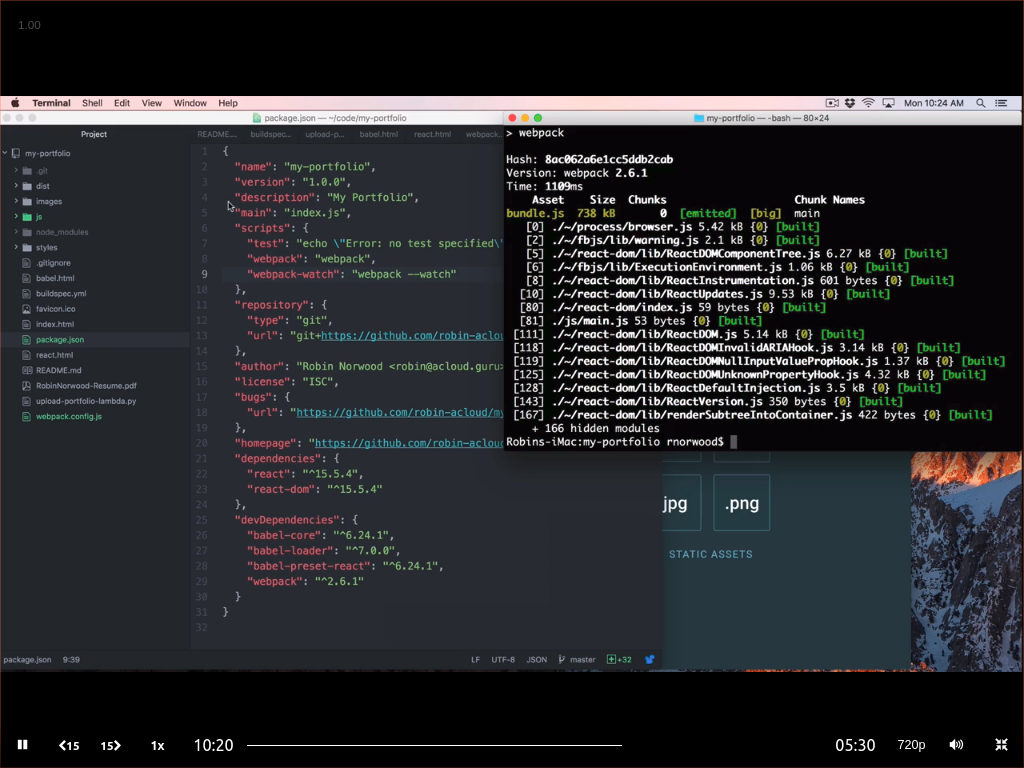 1.00
Terminal Shell Edit View Window Help
Mon 10:24 AM
package.json — ~/code/my-portfolio
Project
README... buildspec... upload-p... babel.html react.html webpack...
my-portfolio
.git
dist
images
js
node_modules
styles
.gitignore
babel.html
buildspec.yml
favicon.ico
index.html
package.json
react.html
README.md
RobinNorwood-Resume.pdf
upload-portfolio-lambda.py
webpack.config.js
1 {
2 "name": "my-portfolio",
3 "version": "1.0.0",
4 "description": "My Portfolio",
5 "main": "index.js",
6 "scripts": {
7 "test": "echo \"Error: no test specified\"
8 "webpack": "webpack",
9 "webpack-watch": "webpack --watch"
10 },
11 "repository": {
12 "type": "git",
13 "url": "git+https://github.com/robin-aclou
14 },
15 "author": "Robin Norwood <robin@acloud.guru>
16 "license": "ISC",
17 "bugs": {
18 "url": "https://github.com/robin-acloud/my
19 },
20 "homepage": "https://github.com/robin-acloud
21 "dependencies": {
22 "react": "^15.5.4",
23 "react-dom": "^15.5.4"
24 },
25 "devDependencies": {
26 "babel-core": "^6.24.1",
27 "babel-loader": "^7.0.0",
28 "babel-preset-react": "^6.24.1",
29 "webpack": "^2.6.1"
30 }
31 }
32
my-portfolio — -bash — 80×24
> webpack
Hash: 8ac062a6e1cc5ddb2cab
Version: webpack 2.6.1
Time: 1109ms
Asset Size Chunks Chunk Names
bundle.js 738 kB 0 [emitted] [big] main
[0] ./~/process/browser.js 5.42 kB {0} [built]
[2] ./~/fbjs/lib/warning.js 2.1 kB {0} [built]
[5] ./~/react-dom/lib/ReactDOMComponentTree.js 6.27 kB {0} [built]
[6] ./~/fbjs/lib/ExecutionEnvironment.js 1.06 kB {0} [built]
[8] ./~/react-dom/lib/ReactInstrumentation.js 601 bytes {0} [built]
[10] ./~/react-dom/lib/ReactUpdates.js 9.53 kB {0} [built]
[80] ./~/react-dom/index.js 59 bytes {0} [built]
[81] ./js/main.js 53 bytes {0} [built]
[111] ./~/react-dom/lib/ReactDOM.js 5.14 kB {0} [built]
[118] ./~/react-dom/lib/ReactDOMInvalidARIAHook.js 3.14 kB {0} [built]
[119] ./~/react-dom/lib/ReactDOMNullInputValuePropHook.js 1.37 kB {0} [built]
[125] ./~/react-dom/lib/ReactDOMUnknownPropertyHook.js 4.32 kB {0} [built]
[128] ./~/react-dom/lib/ReactDefaultInjection.js 3.5 kB {0} [built]
[143] ./~/react-dom/lib/ReactVersion.js 350 bytes {0} [built]
[167] ./~/react-dom/lib/renderSubtreeIntoContainer.js 422 bytes {0} [built]
+ 166 hidden modules
Robins-iMac:my-portfolio rnorwood$
jpg .png
STATIC ASSETS
package.json 9:39 LF UTF-8 JSON master +32
15 15 1x 10:20 05:30 720p